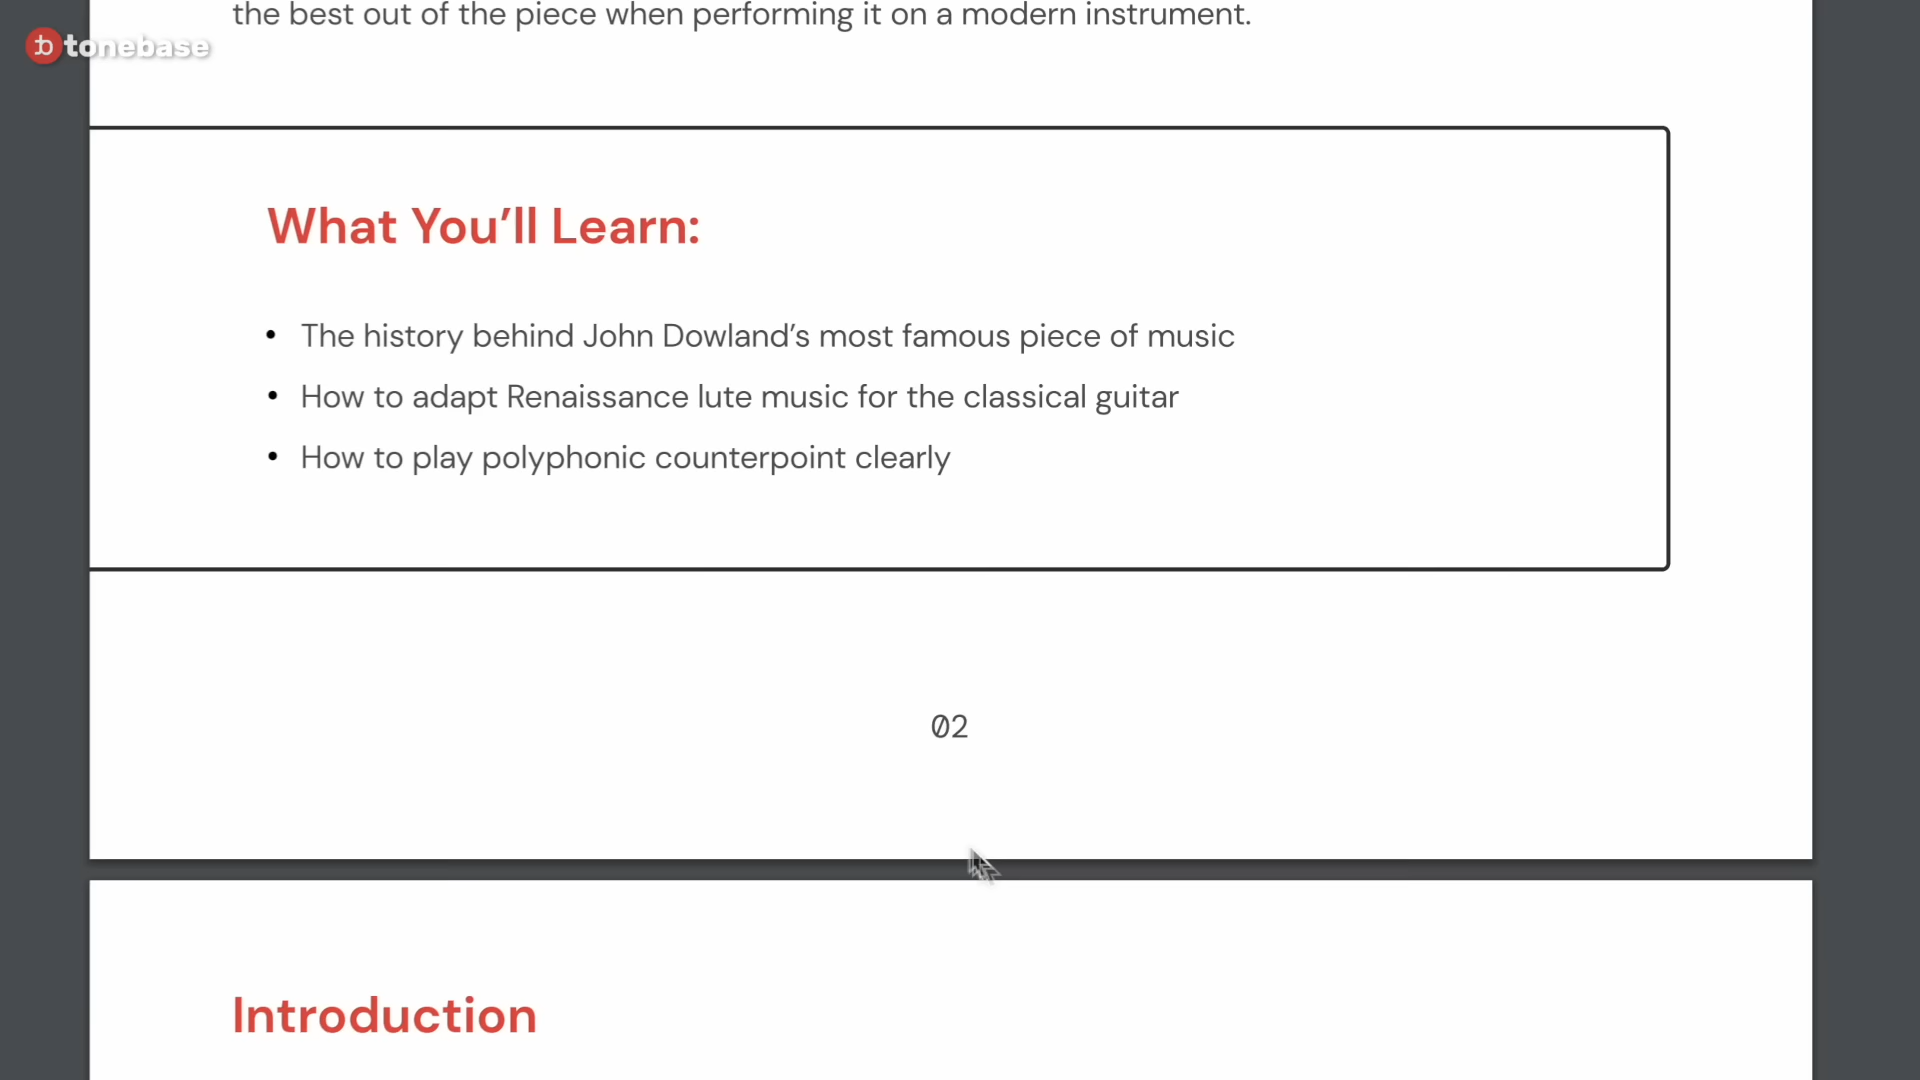 the best out of the piece when performing it on a modern instrument.
tonebase
What You’ll Learn:
• The history behind John Dowland’s most famous piece of music
• How to adapt Renaissance lute music for the classical guitar
• How to play polyphonic counterpoint clearly
02
Introduction